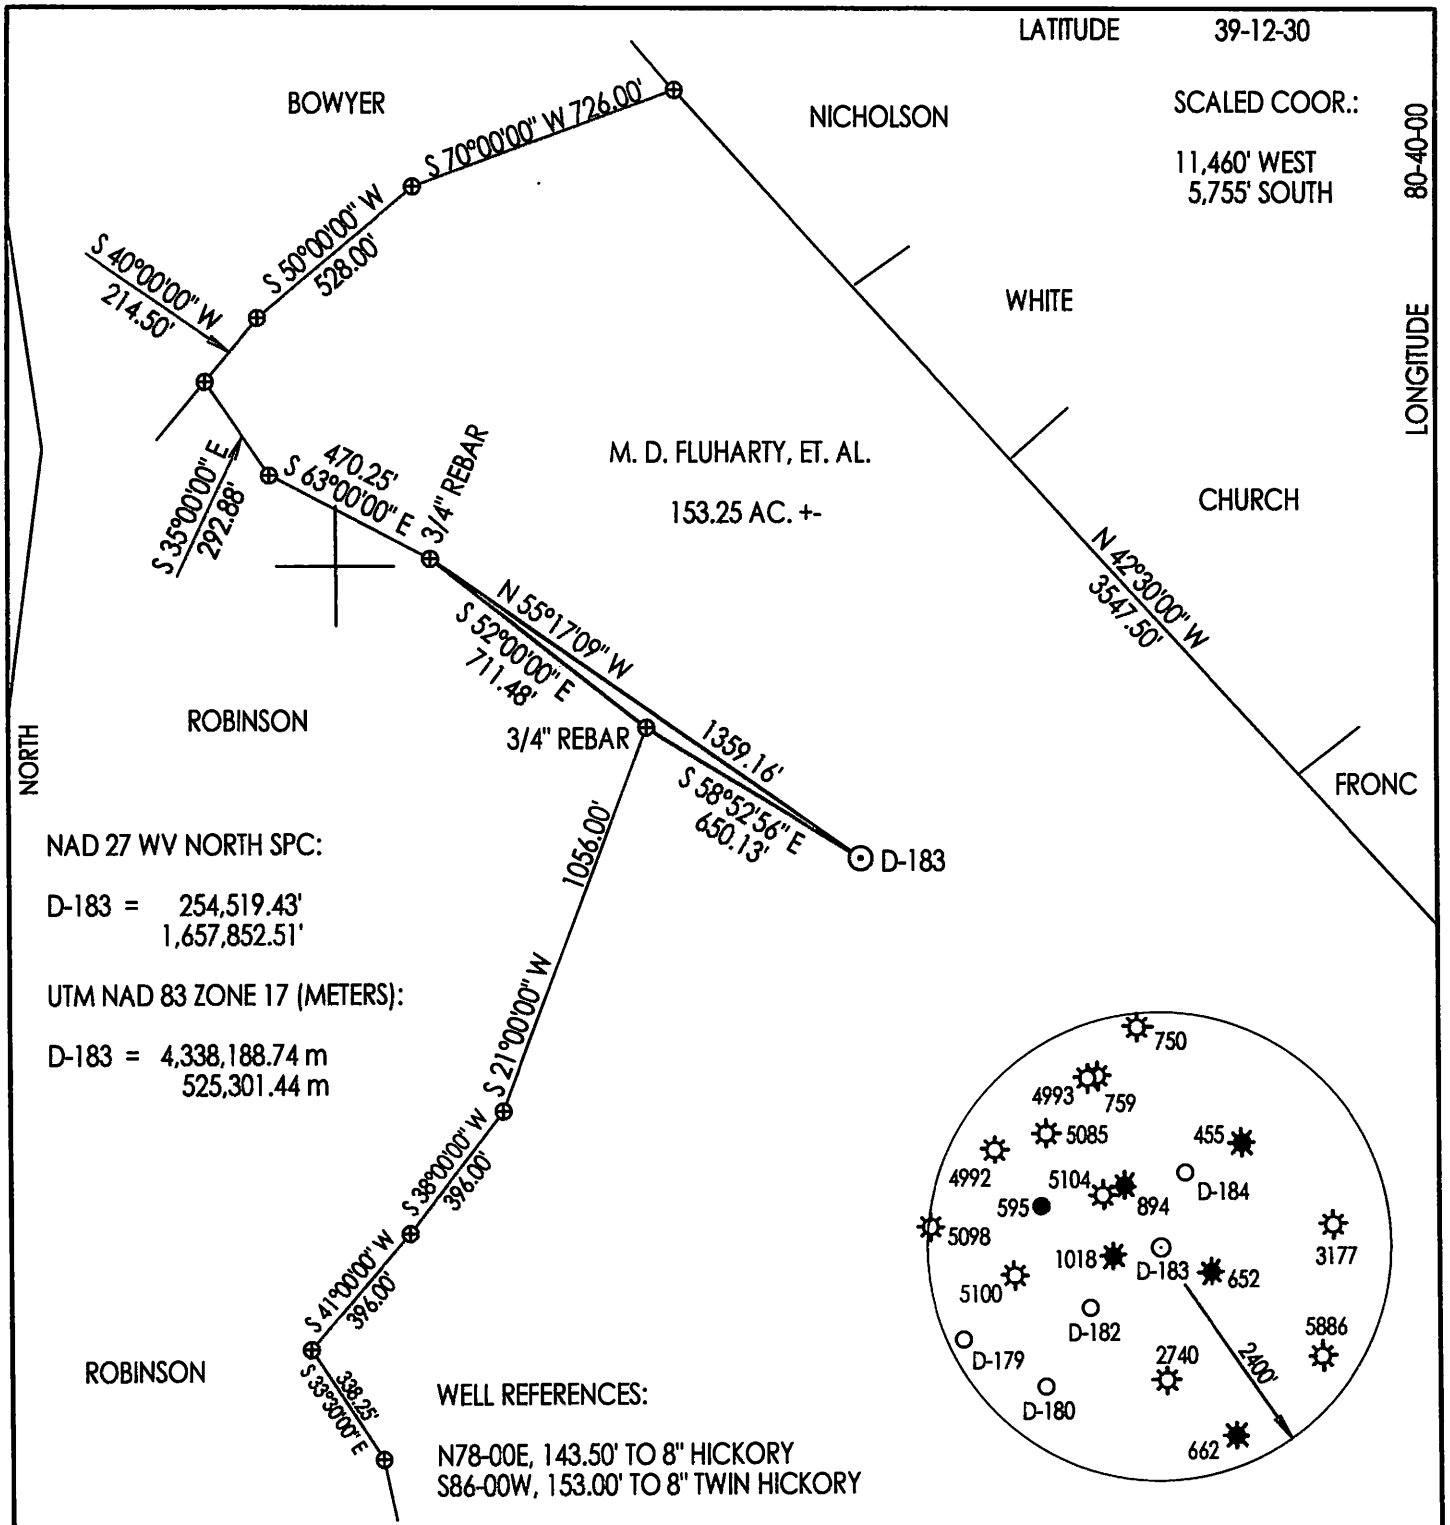 LATITUDE 39-12-30
BOWYER
NICHOLSON
SCALED COOR.:
11,460' WEST
5,755' SOUTH
80-40-00
LONGITUDE
S 70°00'00" W 726.00'
S 50°00'00" W
528.00'
S 40°00'00" W
214.50'
WHITE
S 35°00'00" E
292.88'
470.25'
S 63°00'00" E
3/4" REBAR
M. D. FLUHARTY, ET. AL.
153.25 AC. +-
CHURCH
N 42°30'00" W
3547.50'
N 55°17'09" W
1359.16'
S 52°00'00" E
711.48'
ROBINSON
3/4" REBAR
S 58°52'56" E
650.13'
D-183
FRONC
NORTH
NAD 27 WV NORTH SPC:
D-183 = 254,519.43'
1,657,852.51'
UTM NAD 83 ZONE 17 (METERS):
D-183 = 4,338,188.74 m
525,301.44 m
1056.00'
S 21°00'00" W
S 38°00'00" W
396.00'
S 41°00'00" W
396.00'
338.25'
S 33°30'00" E
ROBINSON
WELL REFERENCES:
N78-00E, 143.50' TO 8" HICKORY
S86-00W, 153.00' TO 8" TWIN HICKORY
750
4993
759
5085
455
4992
5104
D-184
595
894
5098
3177
1018
D-183
652
5100
D-182
5886
D-179
2740
2400'
D-180
662